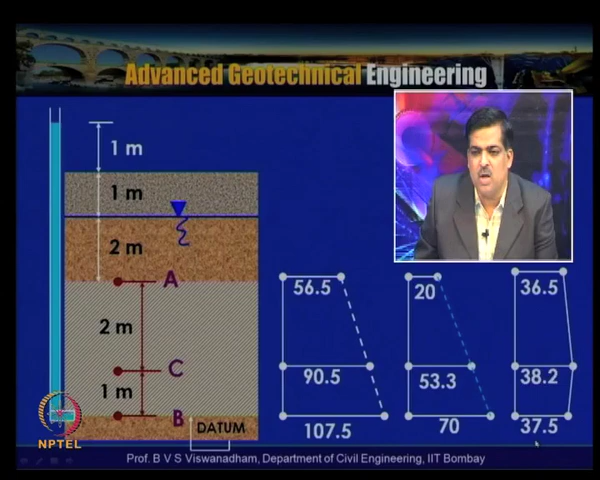 Advanced Geotechnical Engineering
1 m
1 m
2 m
A
2 m
C
1 m
B
DATUM
56.5
90.5
107.5
20
53.3
70
36.5
38.2
37.5
NPTEL
Prof. B V S Viswanadham, Department of Civil Engineering, IIT Bombay